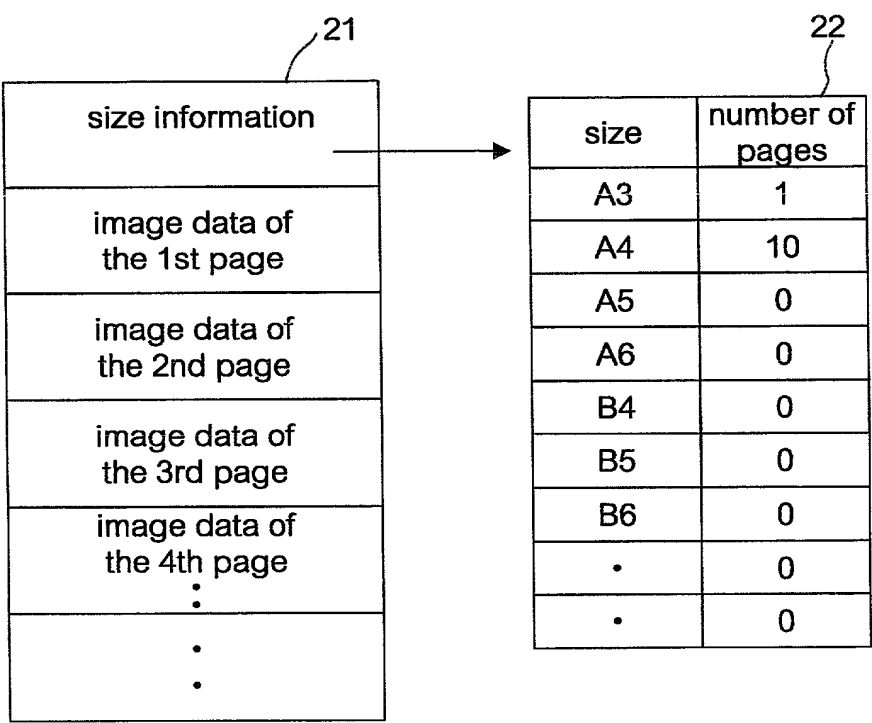 21
size information
image data of
the 1st page
image data of
the 2nd page
image data of
the 3rd page
image data of
the 4th page
22
size number of
pages
A3 1
A4 10
A5 0
A6 0
B4 0
B5 0
B6 0
• 0
• 0